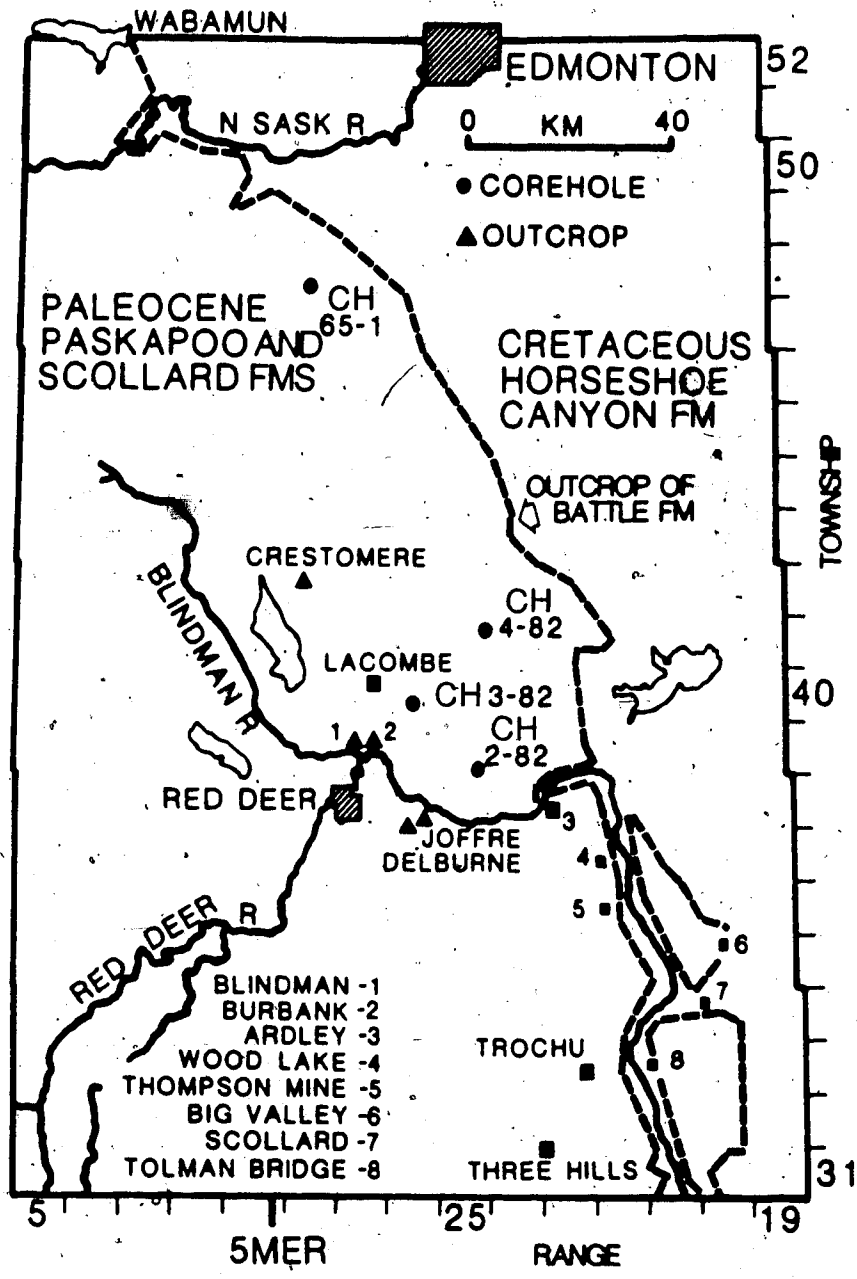 WABAMUN
52
EDMONTON
N SASK R
0 KM 40
50
COREHOLE
OUTCROP
CH
65-1
PALEOCENE
PASKAPOO AND
SCOLLARD FMS
CRETACEOUS
HORSESHOE
CANYON FM
TOWNSHIP
OUTCROP OF
BATTLE FM
CRESTOMERE
BLINDMAN R
CH
4-82
LACOMBE
40
CH 3-82
1 2
CH
2-82
RED DEER
3
JOFFRE
DELBURNE
4
5
6
RED DEER R
7
BLINDMAN -1
BURBANK -2
ARDLEY -3
WOOD LAKE -4
THOMPSON MINE -5
BIG VALLEY -6
SCOLLARD -7
TOLMAN BRIDGE -8
TROCHU
8
THREE HILLS
31
5 25 19
5MER RANGE